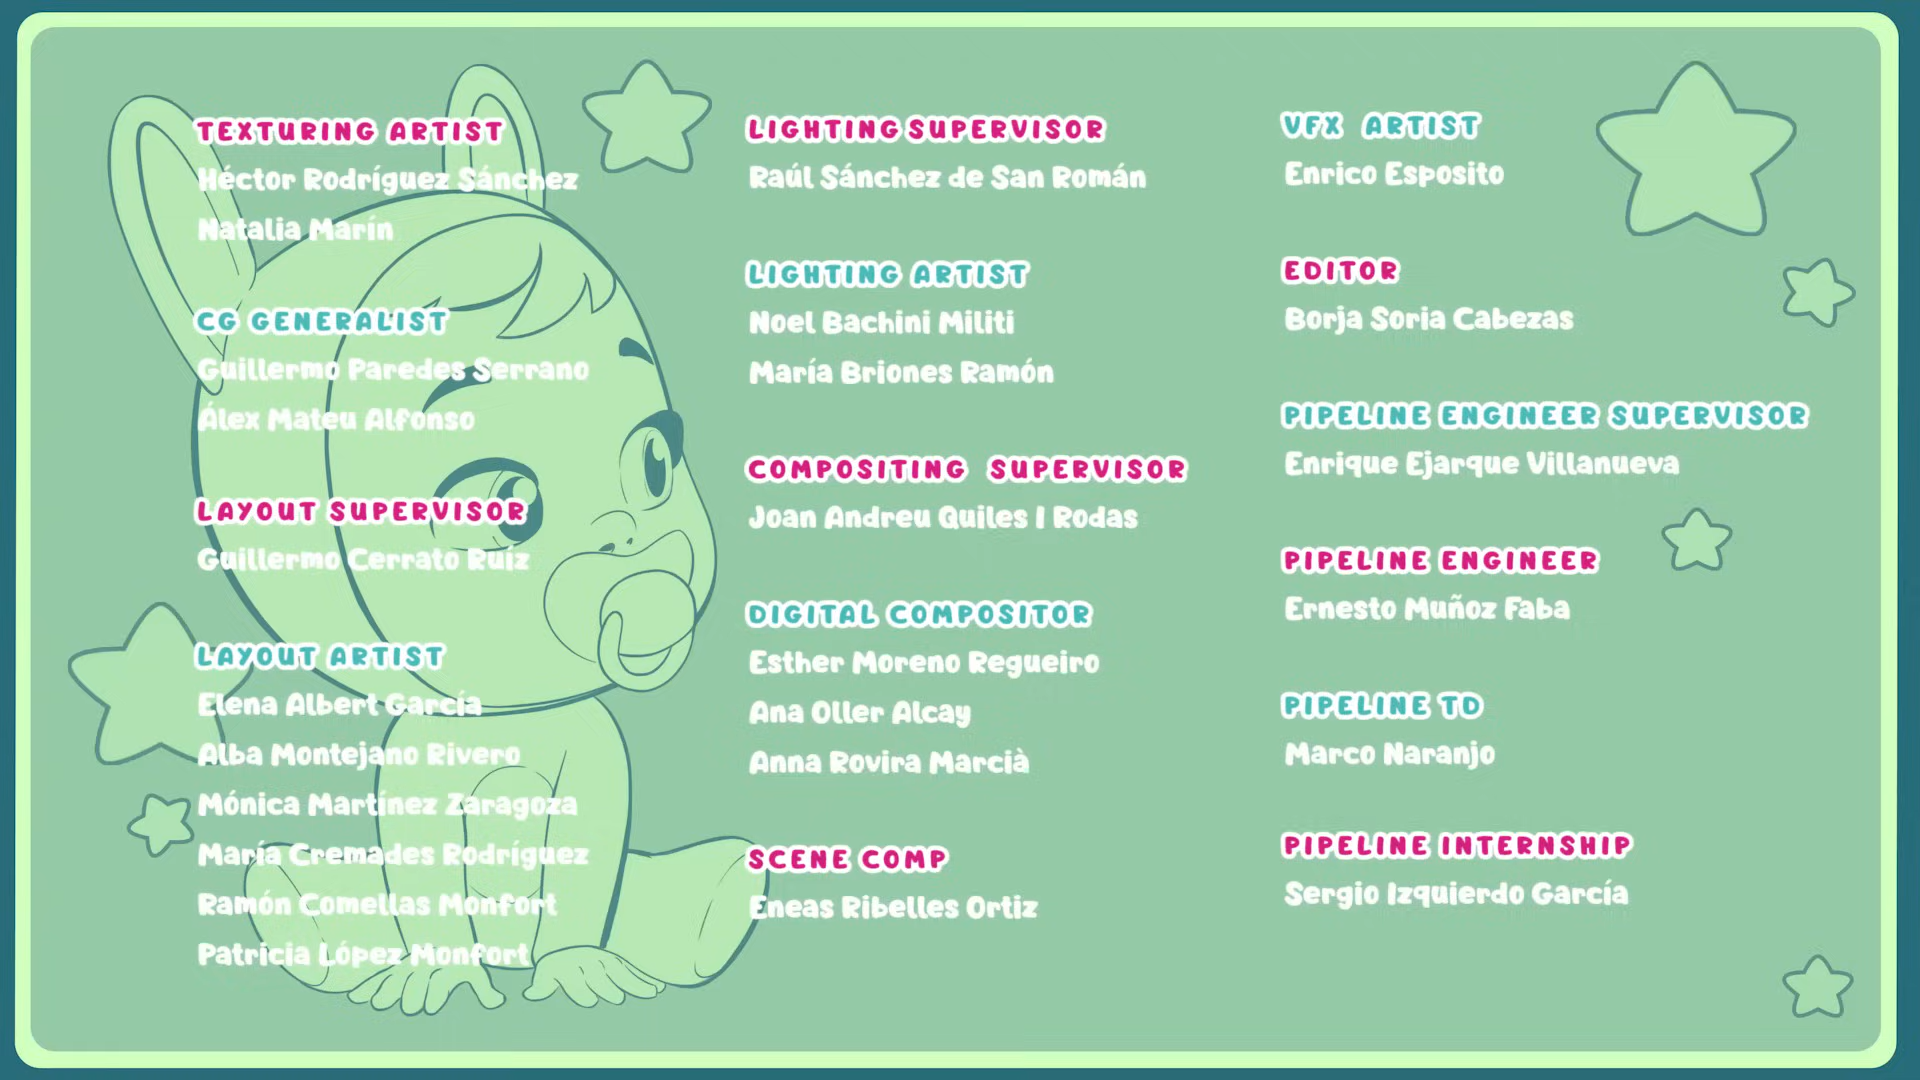 TEXTURING ARTIST
Héctor Rodríguez Sánchez
Natalia Marín
CG GENERALIST
Guillermo Paredes Serrano
Álex Mateu Alfonso
LAYOUT SUPERVISOR
Guillermo Cerrato Ruíz
LAYOUT ARTIST
Elena Albert García
Alba Montejano Rivero
Mónica Martínez Zaragoza
María Cremades Rodríguez
Ramón Comellas Monfort
Patricia López Monfort
LIGHTING SUPERVISOR
Raúl Sánchez de San Román
LIGHTING ARTIST
Noel Bachini Militi
María Briones Ramón
COMPOSITING SUPERVISOR
Joan Andreu Quiles I Rodas
DIGITAL COMPOSITOR
Esther Moreno Regueiro
Ana Oller Alcay
Anna Rovira Marcià
SCENE COMP
Eneas Ribelles Ortiz
VFX ARTIST
Enrico Esposito
EDITOR
Borja Soria Cabezas
PIPELINE ENGINEER SUPERVISOR
Enrique Ejarque Villanueva
PIPELINE ENGINEER
Ernesto Muñoz Faba
PIPELINE TD
Marco Naranjo
PIPELINE INTERNSHIP
Sergio Izquierdo García